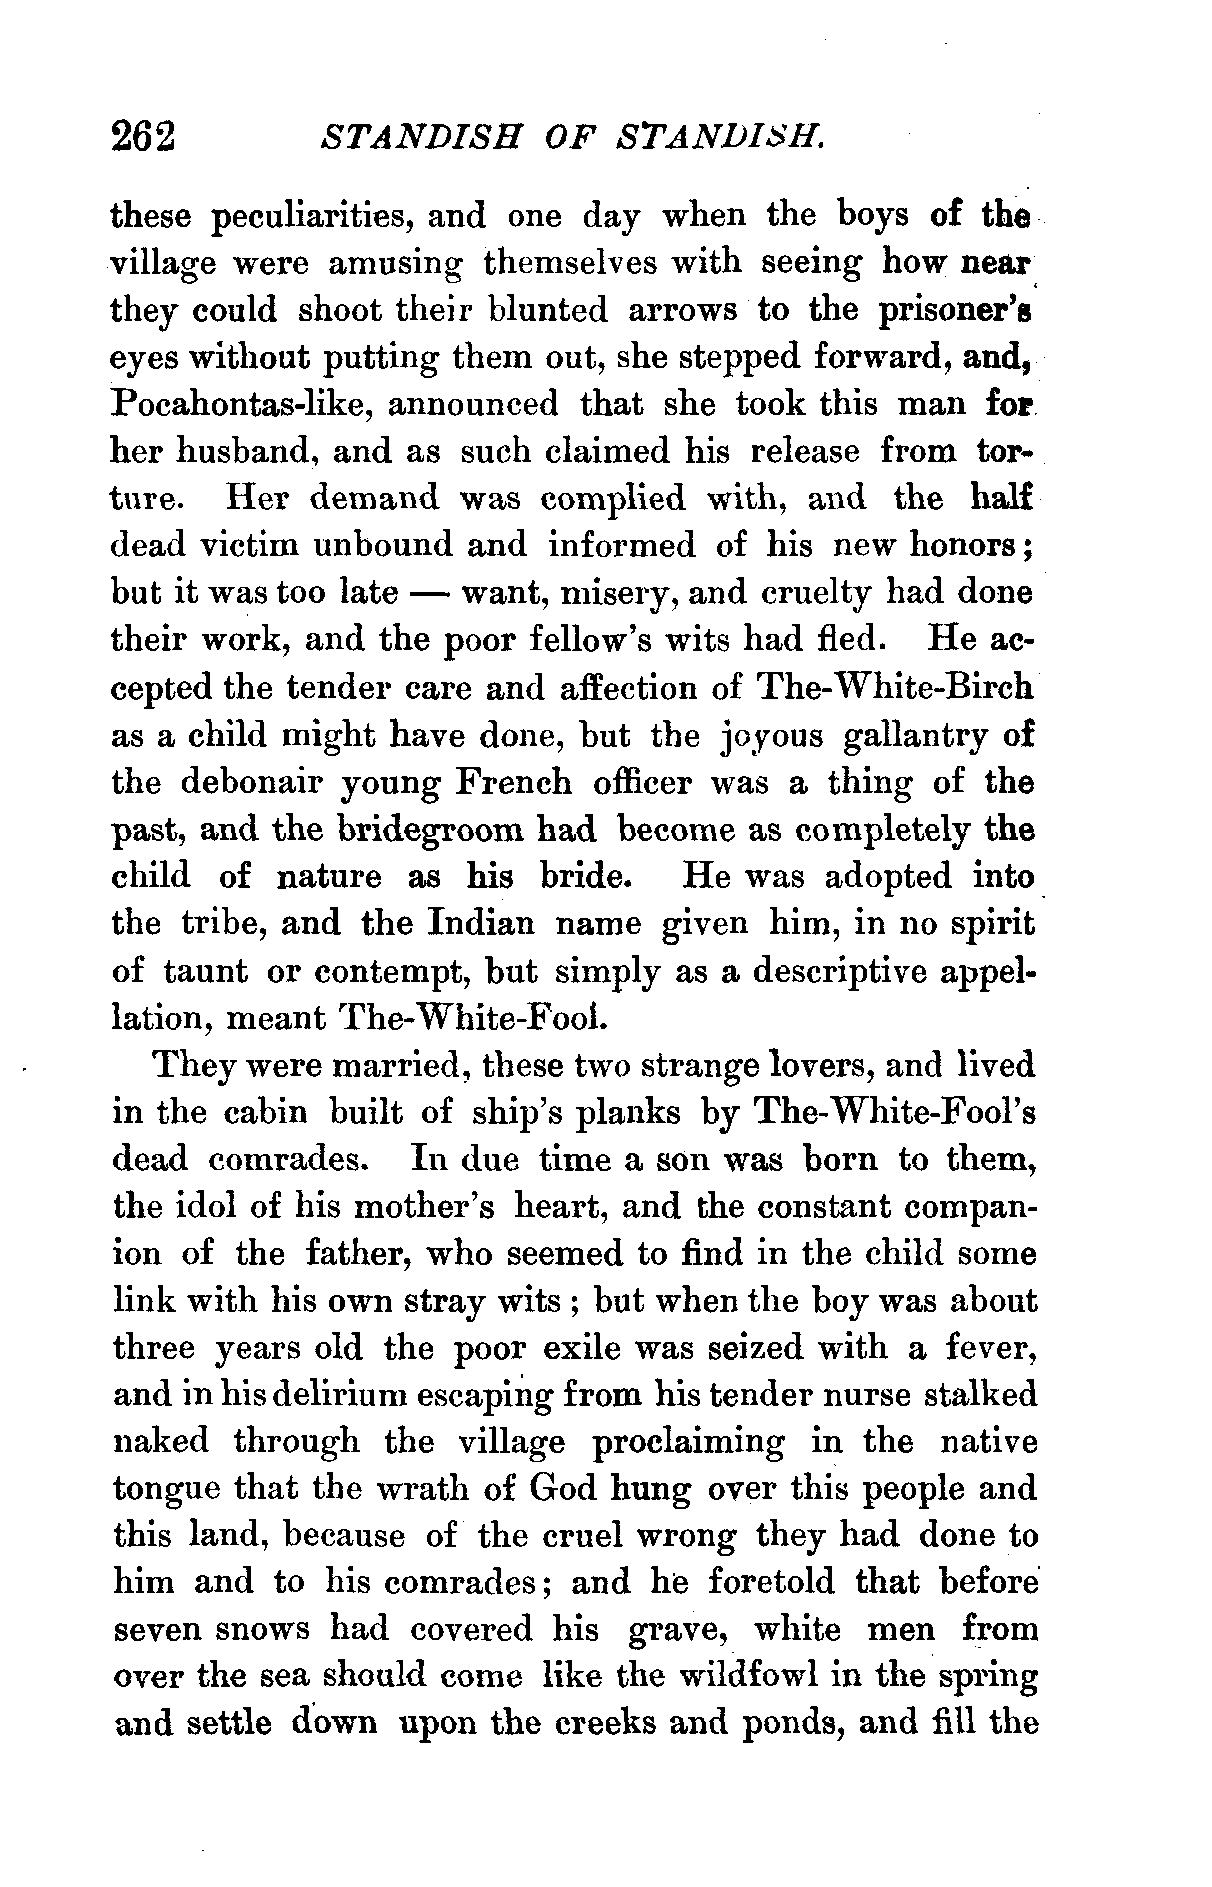 262 STANDISH OF STANDISH.
these peculiarities, and one day when the boys of the
village were amusing themselves with seeing how near
they could shoot their blunted arrows to the prisoner's
eyes without putting them out, she stepped forward, and,
Pocahontas-like, announced that she took this man for
her husband, and as such claimed his release from tor-
ture. Her demand was complied with, and the half
dead victim unbound and informed of his new honors;
but it was too late — want, misery, and cruelty had done
their work, and the poor fellow's wits had fled. He ac-
cepted the tender care and affection of The-White-Birch
as a child might have done, but the joyous gallantry of
the debonair young French officer was a thing of the
past, and the bridegroom had become as completely the
child of nature as his bride. He was adopted into
the tribe, and the Indian name given him, in no spirit
of taunt or contempt, but simply as a descriptive appel-
lation, meant The-White-Fool.
They were married, these two strange lovers, and lived
in the cabin built of ship's planks by The-White-Fool's
dead comrades. In due time a son was born to them,
the idol of his mother's heart, and the constant compan-
ion of the father, who seemed to find in the child some
link with his own stray wits; but when the boy was about
three years old the poor exile was seized with a fever,
and in his delirium escaping from his tender nurse stalked
naked through the village proclaiming in the native
tongue that the wrath of God hung over this people and
this land, because of the cruel wrong they had done to
him and to his comrades; and he foretold that before
seven snows had covered his grave, white men from
over the sea should come like the wildfowl in the spring
and settle down upon the creeks and ponds, and fill the